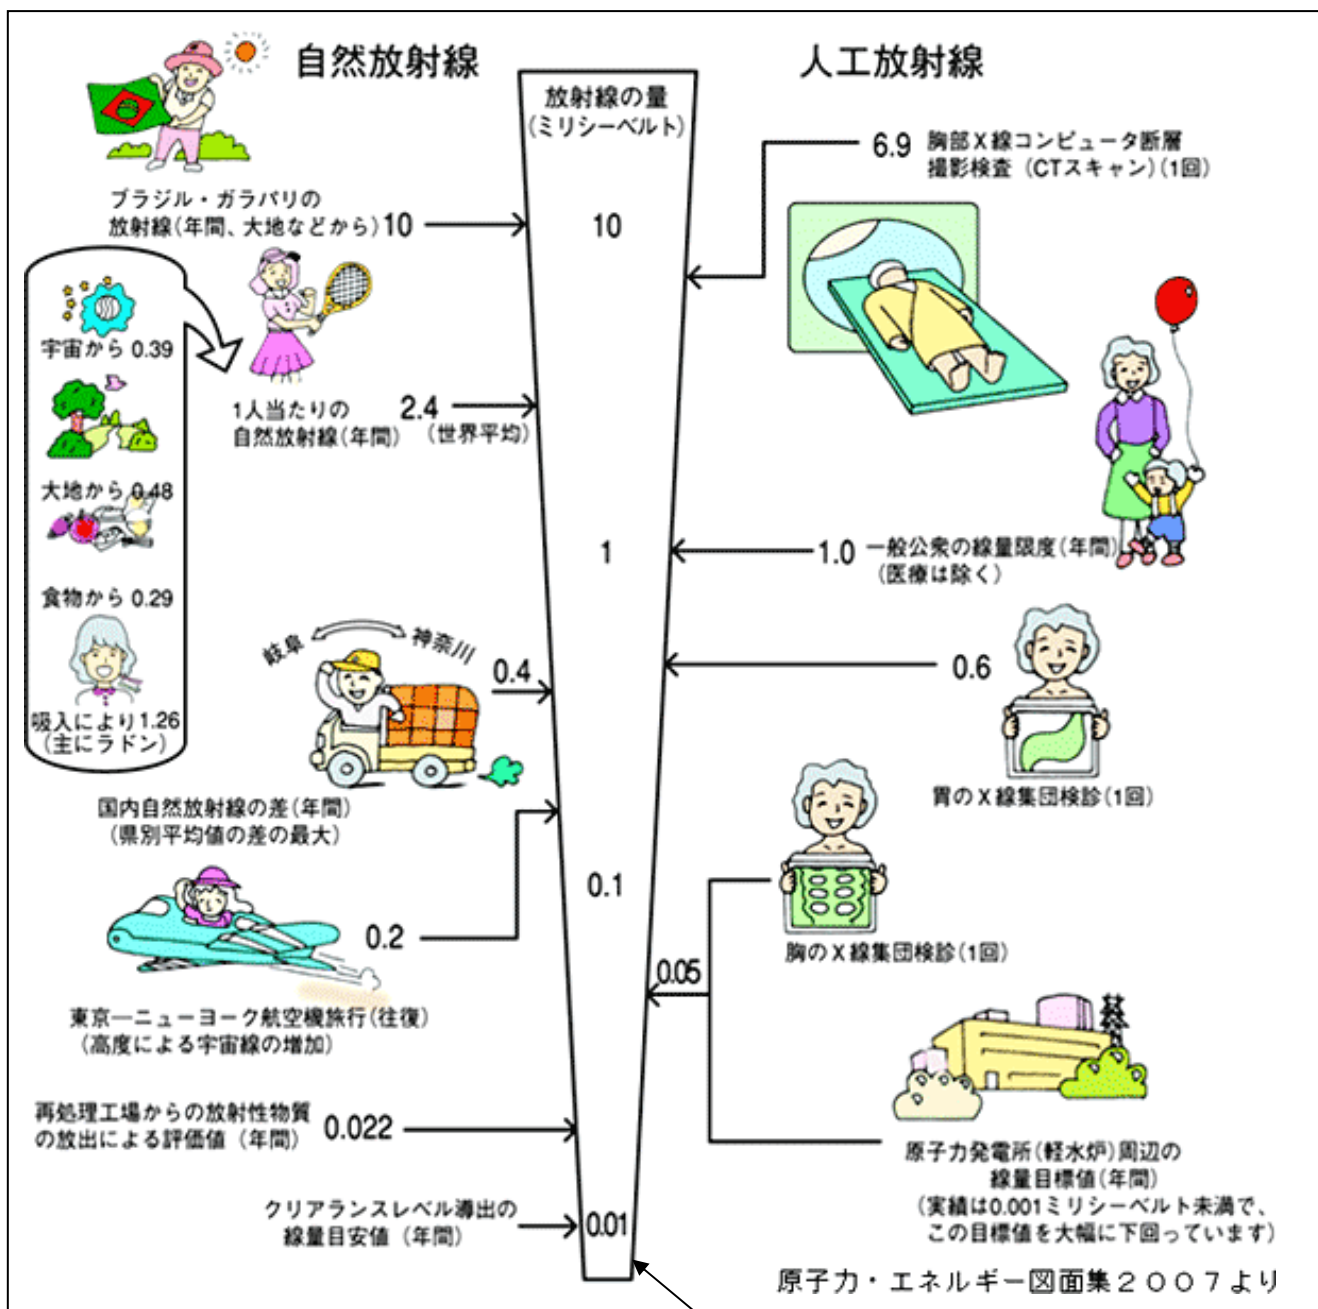 自然放射線
人工放射線
放射線の量
(ミリシーベルト)
10
1
0.1
0.01
ブラジル・ガラパリの
放射線(年間、大地などから)10
宇宙から 0.39
大地から 0.48
食物から 0.29
吸入により1.26
(主にラドン)
1人当たりの
自然放射線(年間)
2.4
(世界平均)
岐阜
神奈川
0.4
国内自然放射線の差(年間)
(県別平均値の差の最大)
0.2
東京―ニューヨーク航空機旅行(往復)
(高度による宇宙線の増加)
再処理工場からの放射性物質
の放出による評価値 (年間)
0.022
クリアランスレベル導出の
線量目安値 (年間)
6.9
胸部X線コンピュータ断層
撮影検査 (CTスキャン)(1回)
1.0
一般公衆の線量限度(年間)
(医療は除く)
0.6
胃のX線集団検診(1回)
胸のX線集団検診(1回)
0.05
原子力発電所(軽水炉)周辺の
線量目標値(年間)
(実績は0.001ミリシーベルト未満で、
この目標値を大幅に下回っています)
原子力・エネルギー図面集2007より